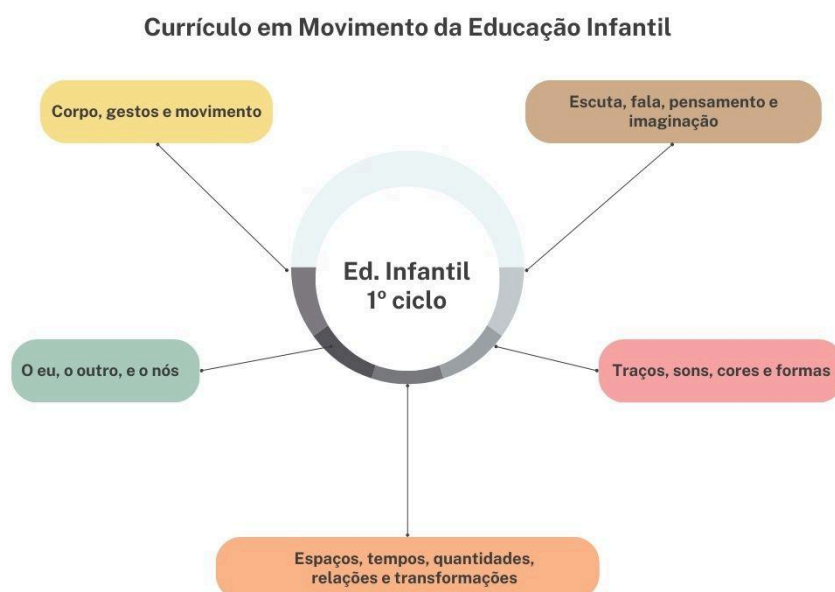 Currículo em Movimento da Educação Infantil
Corpo, gestos e movimento
Escuta, fala, pensamento e
imaginação
Ed. Infantil
1º ciclo
O eu, o outro, e o nós
Traços, sons, cores e formas
Espaços, tempos, quantidades,
relações e transformações